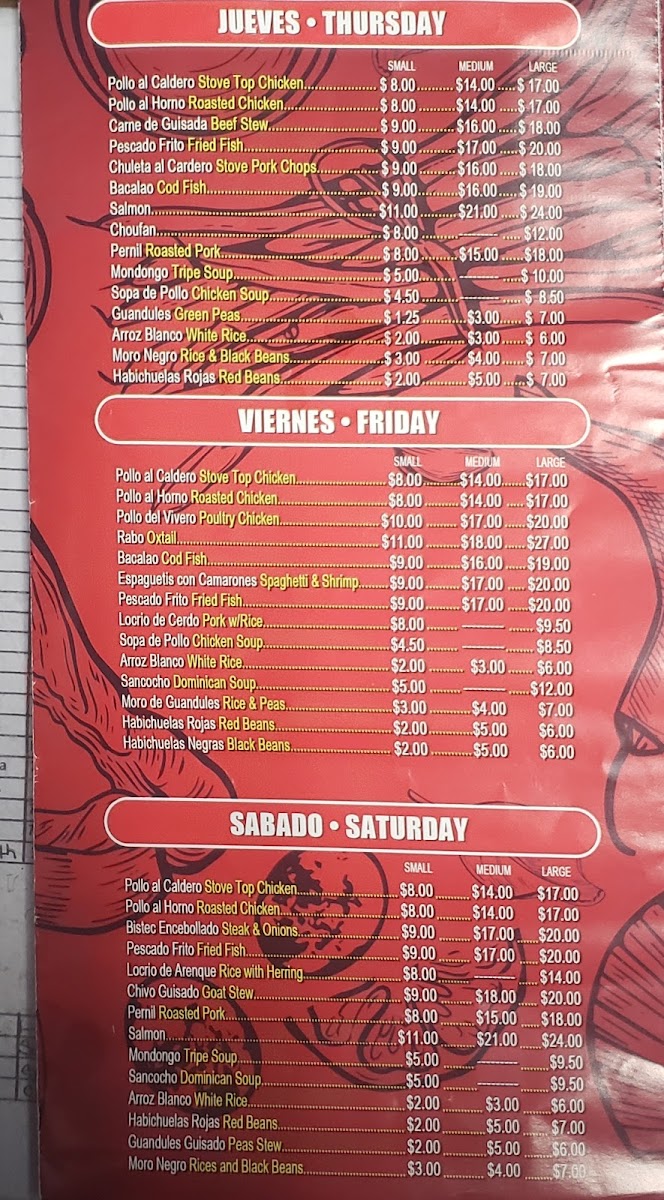 JUEVES • THURSDAY
SMALL MEDIUM LARGE
Pollo al Caldero Stove Top Chicken $ 8.00 $14.00 $ 17.00
Pollo al Horno Roasted Chicken $ 8.00 $14.00 $ 17.00
Carne de Guisada Beef Stew $ 9.00 $16.00 $ 18.00
Pescado Frito Fried Fish $ 9.00 $17.00 $ 20.00
Chuleta al Cardero Stove Pork Chops $ 9.00 $16.00 $ 18.00
Bacalao Cod Fish $ 9.00 $16.00 $ 19.00
Salmon $11.00 $21.00 $ 24.00
Choufan $ 8.00 $12.00
Pernil Roasted Pork $ 8.00 $15.00 $18.00
Mondongo Tripe Soup $ 5.00 $ 10.00
Sopa de Pollo Chicken Soup $ 4.50 $ 8.50
Guandules Green Peas $ 1.25 $3.00 $ 7.00
Arroz Blanco White Rice $ 2.00 $3.00 $ 6.00
Moro Negro Rice & Black Beans $ 3.00 $4.00 $ 7.00
Habichuelas Rojas Red Beans $ 2.00 $5.00 $ 7.00
VIERNES • FRIDAY
SMALL MEDIUM LARGE
Pollo al Caldero Stove Top Chicken $8.00 $14.00 $17.00
Pollo al Horno Roasted Chicken $8.00 $14.00 $17.00
Pollo del Vivero Poultry Chicken $10.00 $17.00 $20.00
Rabo Oxtail $11.00 $18.00 $27.00
Bacalao Cod Fish $9.00 $16.00 $19.00
Espaguetis con Camarones Spaghetti & Shrimp $9.00 $17.00 $20.00
Pescado Frito Fried Fish $9.00 $17.00 $20.00
Locrio de Cerdo Pork w/Rice $8.00 $9.50
Sopa de Pollo Chicken Soup $4.50 $8.50
Arroz Blanco White Rice $2.00 $3.00 $6.00
Sancocho Dominican Soup $5.00 $12.00
Moro de Guandules Rice & Peas $3.00 $4.00 $7.00
Habichuelas Rojas Red Beans $2.00 $5.00 $6.00
Habichuelas Negras Black Beans $2.00 $5.00 $6.00
SABADO • SATURDAY
SMALL MEDIUM LARGE
Pollo al Caldero Stove Top Chicken $8.00 $14.00 $17.00
Pollo al Horno Roasted Chicken $8.00 $14.00 $17.00
Bistec Encebollado Steak & Onions $9.00 $17.00 $20.00
Pescado Frito Fried Fish $9.00 $17.00 $20.00
Locrio de Arenque Rice with Herring $8.00 $14.00
Chivo Guisado Goat Stew $9.00 $18.00 $20.00
Pernil Roasted Pork $8.00 $15.00 $18.00
Salmon $11.00 $21.00 $24.00
Mondongo Tripe Soup $5.00 $9.50
Sancocho Dominican Soup $5.00 $9.50
Arroz Blanco White Rice $2.00 $3.00 $6.00
Habichuelas Rojas Red Beans $2.00 $5.00 $7.00
Guandules Guisado Peas Stew $2.00 $5.00 $6.00
Moro Negro Rices and Black Beans $3.00 $4.00 $7.00